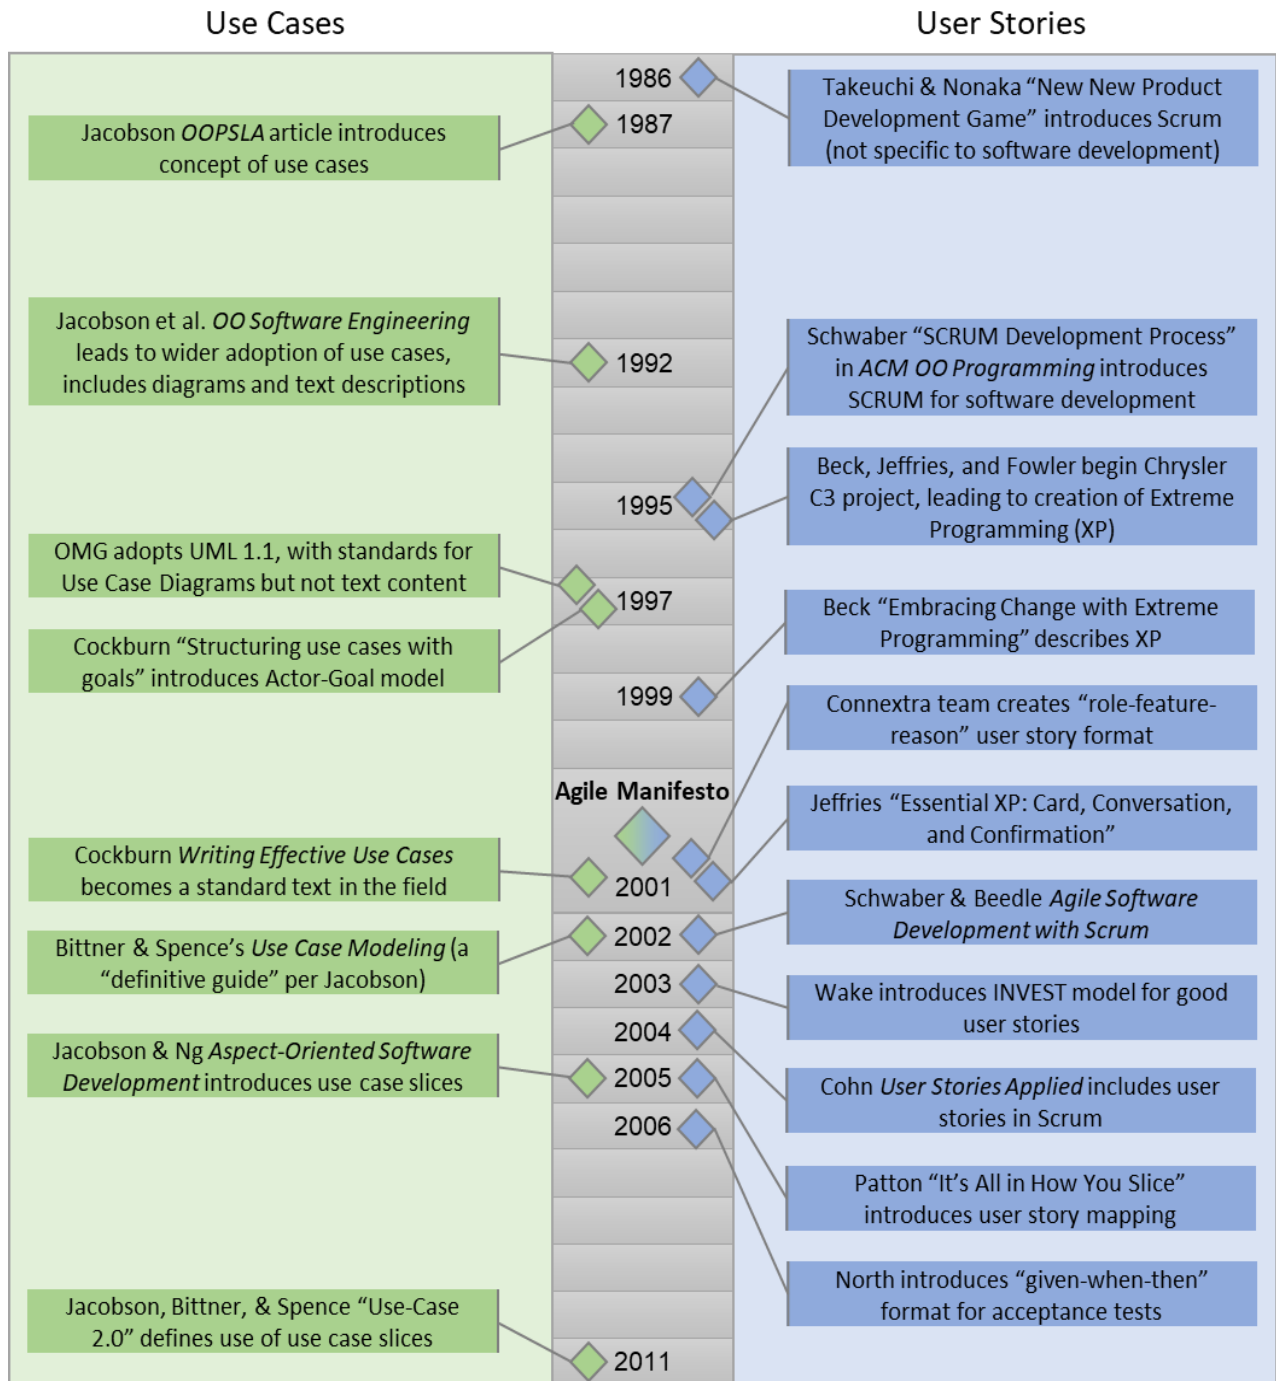 Use Cases
User Stories
1986
Takeuchi & Nonaka “New New Product
Development Game” introduces Scrum
(not specific to software development)
1987
Jacobson OOPSLA article introduces
concept of use cases
Jacobson et al. OO Software Engineering
leads to wider adoption of use cases,
includes diagrams and text descriptions
1992
Schwaber “SCRUM Development Process”
in ACM OO Programming introduces
SCRUM for software development
1995
Beck, Jeffries, and Fowler begin Chrysler
C3 project, leading to creation of Extreme
Programming (XP)
OMG adopts UML 1.1, with standards for
Use Case Diagrams but not text content
1997
Cockburn “Structuring use cases with
goals” introduces Actor-Goal model
Beck “Embracing Change with Extreme
Programming” describes XP
1999
Connextra team creates “role-feature-
reason” user story format
Agile Manifesto
Jeffries “Essential XP: Card, Conversation,
and Confirmation”
Cockburn Writing Effective Use Cases
becomes a standard text in the field
2001
Schwaber & Beedle Agile Software
Development with Scrum
2002
Bittner & Spence’s Use Case Modeling (a
“definitive guide” per Jacobson)
2003
Wake introduces INVEST model for good
user stories
2004
Jacobson & Ng Aspect-Oriented Software
Development introduces use case slices
2005
Cohn User Stories Applied includes user
stories in Scrum
2006
Patton “It’s All in How You Slice”
introduces user story mapping
North introduces “given-when-then”
format for acceptance tests
Jacobson, Bittner, & Spence “Use-Case
2.0” defines use of use case slices
2011